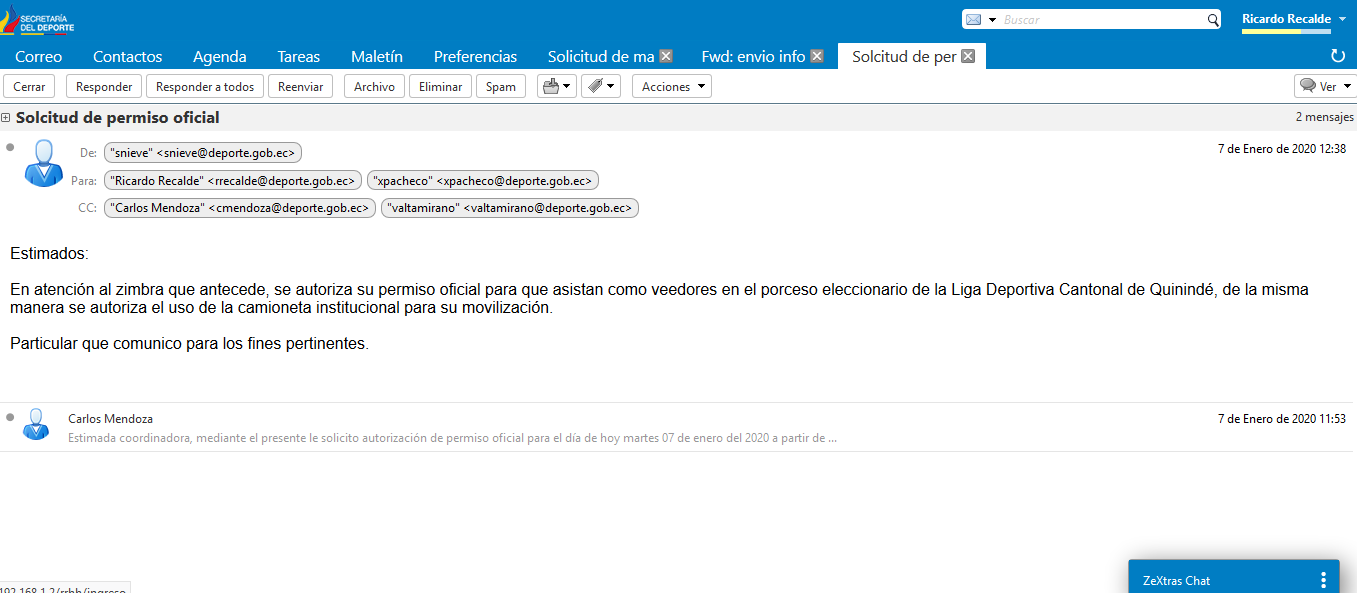 SECRETARÍA
DEL DEPORTE
Buscar
Ricardo Recalde
Correo Contactos Agenda Tareas Maletín Preferencias Solicitud de ma Fwd: envio info Solcitud de per
Cerrar Responder Responder a todos Reenviar Archivo Eliminar Spam Acciones Ver
Solcitud de permiso oficial 2 mensajes
De: "snieve" <snieve@deporte.gob.ec> 7 de Enero de 2020 12:38
Para: "Ricardo Recalde" <rrecalde@deporte.gob.ec> "xpacheco" <xpacheco@deporte.gob.ec>
CC: "Carlos Mendoza" <cmendoza@deporte.gob.ec> "valtamirano" <valtamirano@deporte.gob.ec>
Estimados:
En atención al zimbra que antecede, se autoriza su permiso oficial para que asistan como veedores en el porceso eleccionario de la Liga Deportiva Cantonal de Quinindé, de la misma
manera se autoriza el uso de la camioneta institucional para su movilización.
Particular que comunico para los fines pertinentes.
Carlos Mendoza 7 de Enero de 2020 11:53
Estimada coordinadora, mediante el presente le solicito autorización de permiso oficial para el día de hoy martes 07 de enero del 2020 a partir de ...
ZeXtras Chat
192.168.1.2/rrhh/ingreso